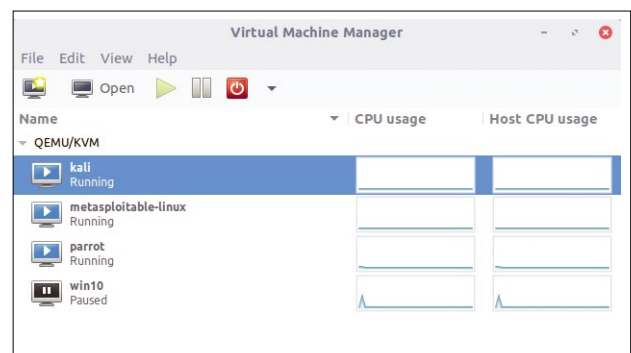 Virtual Machine Manager
File Edit View Help
Open
Name CPU usage Host CPU usage
QEMU/KVM
kali
Running
metasploitable-linux
Running
parrot
Running
win10
Paused